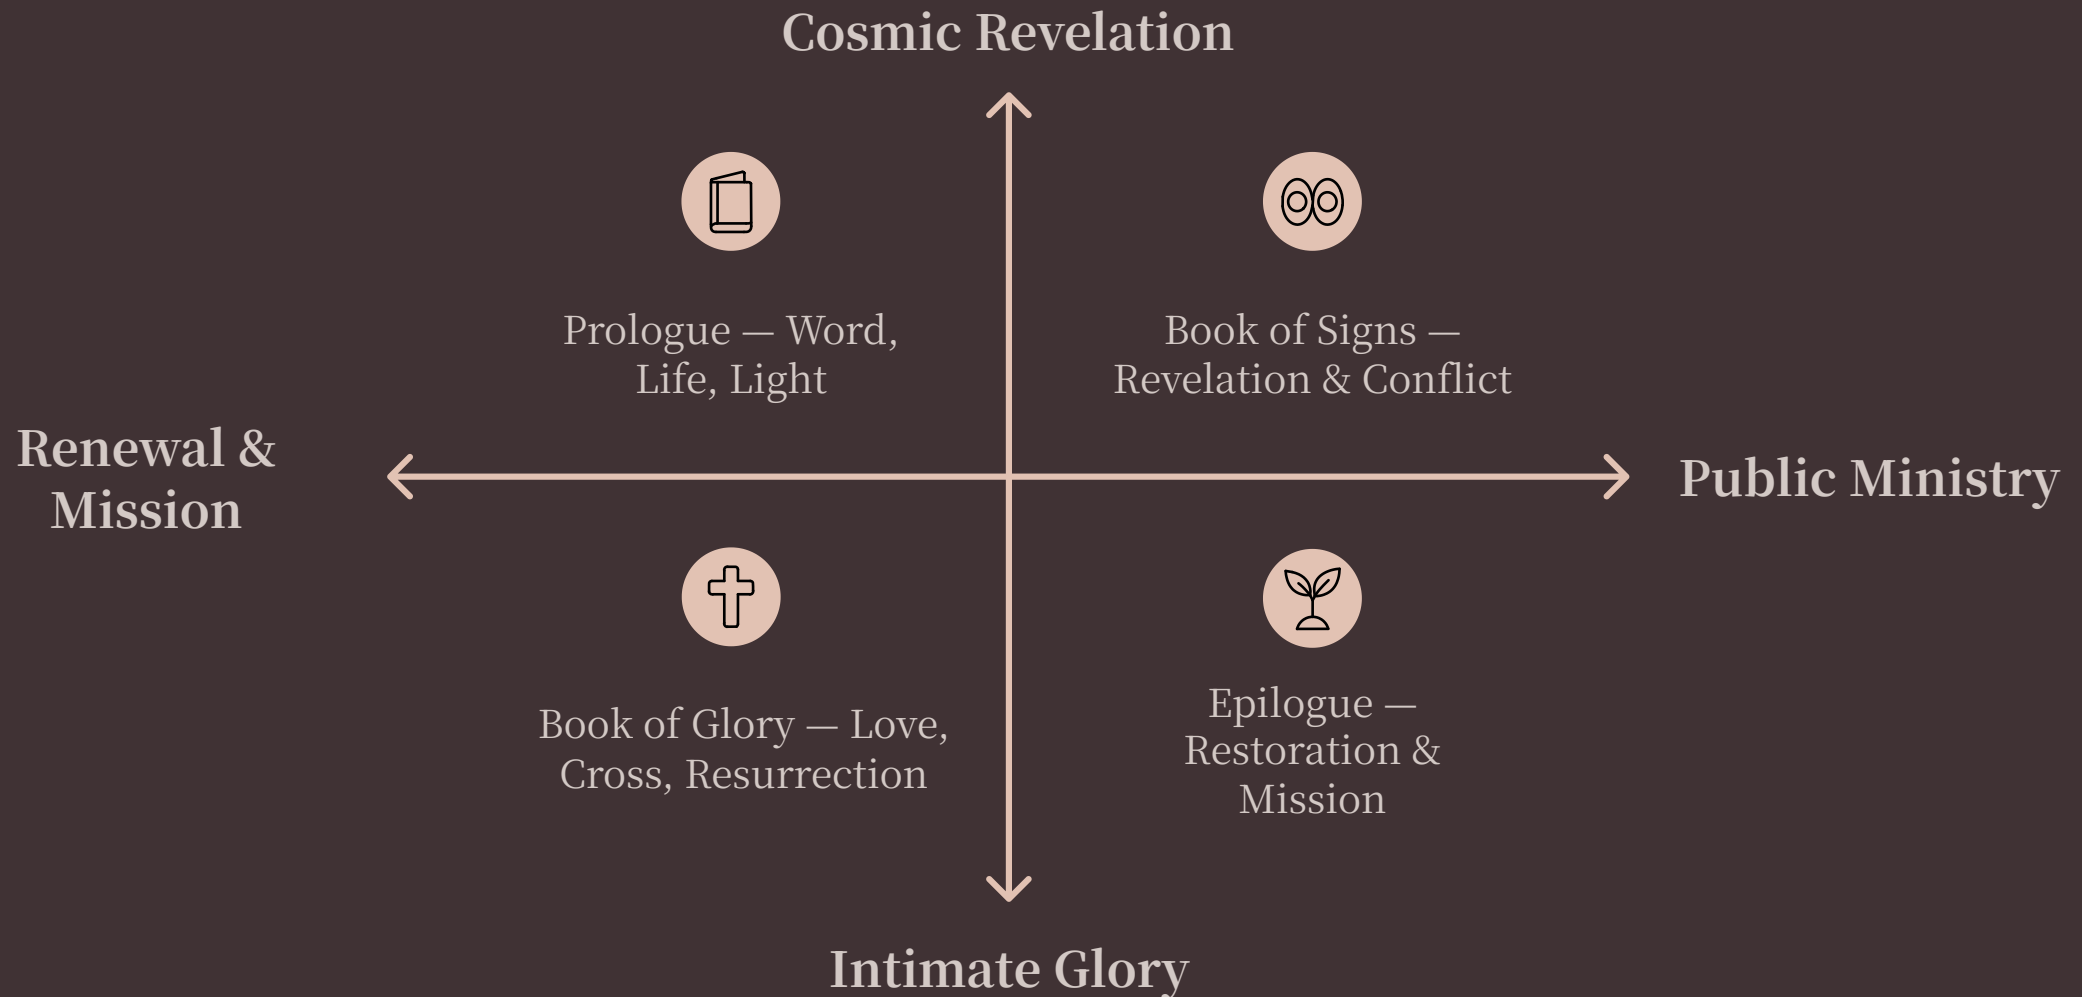 Cosmic Revelation
Prologue — Word,
Life, Light
Book of Signs —
Revelation & Conflict
Renewal &
Mission
Public Ministry
Book of Glory — Love,
Cross, Resurrection
Epilogue —
Restoration &
Mission
Intimate Glory